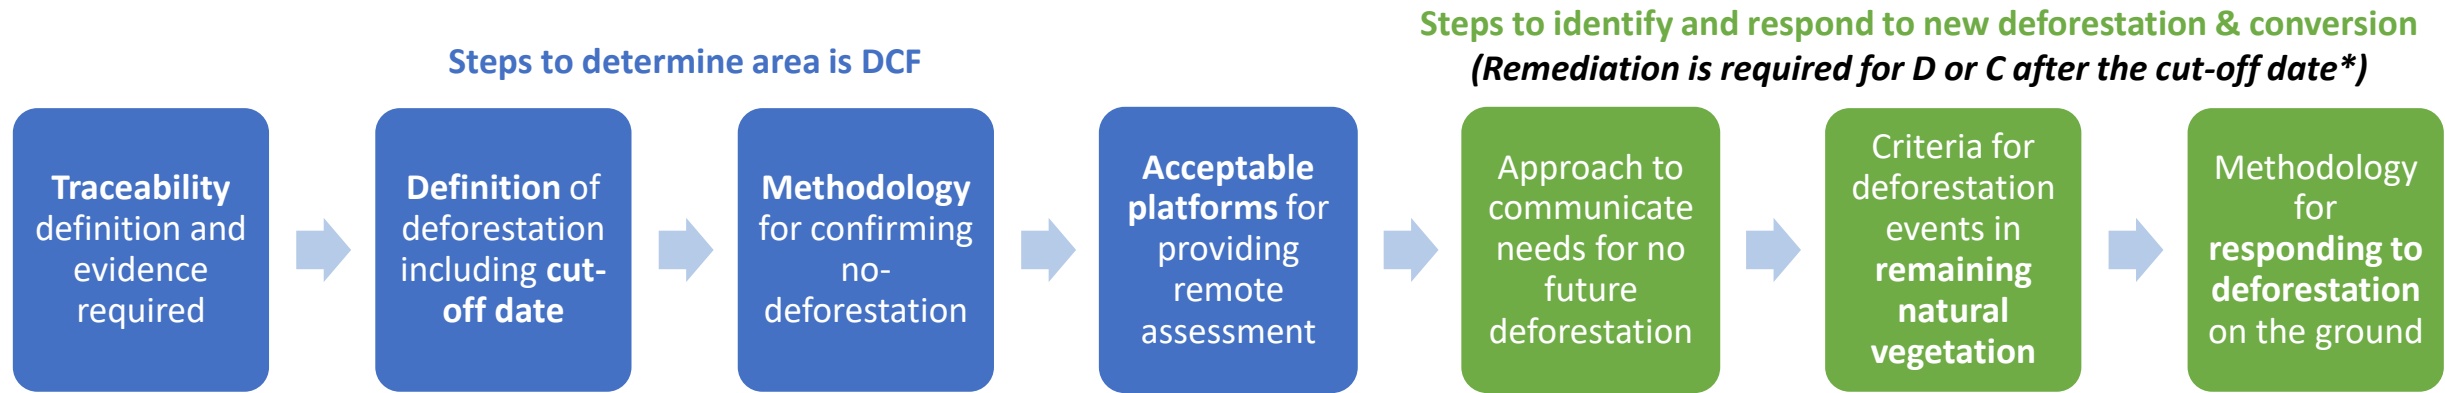 Steps to determine area is DCF
Steps to identify and respond to new deforestation & conversion
(Remediation is required for D or C after the cut-off date*)
Traceability
definition and
evidence
required
Definition of
deforestation
including cut-
off date
Methodology
for confirming
no-
deforestation
Acceptable
platforms for
providing
remote
assessment
Approach to
communicate
needs for no
future
deforestation
Criteria for
deforestation
events in
remaining
natural
vegetation
Methodology
for
responding to
deforestation
on the ground